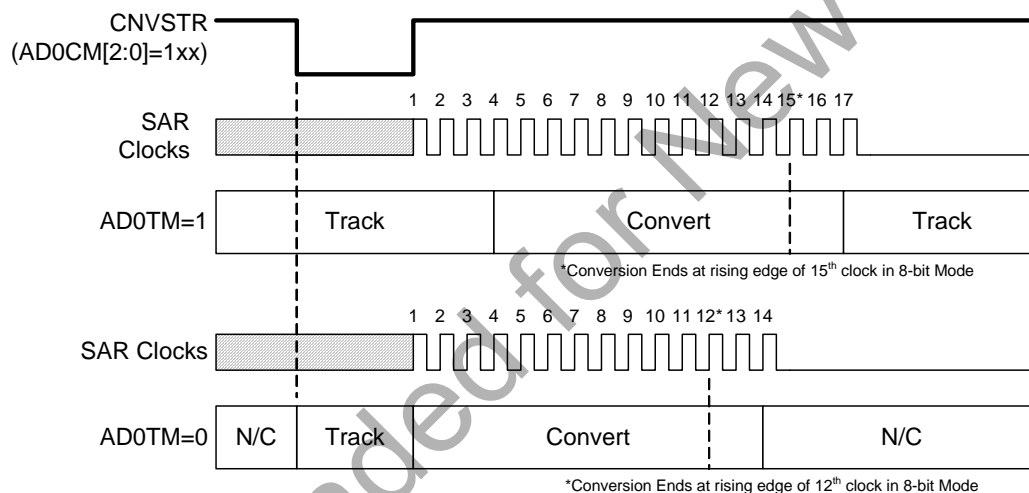 CNVSTR
(AD0CM[2:0]=1xx)
1 2 3 4 5 6 7 8 9 10 11 12 13 14 15* 16 17
SAR
Clocks
AD0TM=1 Track Convert Track
*Conversion Ends at rising edge of 15th clock in 8-bit Mode
1 2 3 4 5 6 7 8 9 10 11 12* 13 14
SAR Clocks
AD0TM=0 N/C Track Convert N/C
*Conversion Ends at rising edge of 12th clock in 8-bit Mode
ded for New